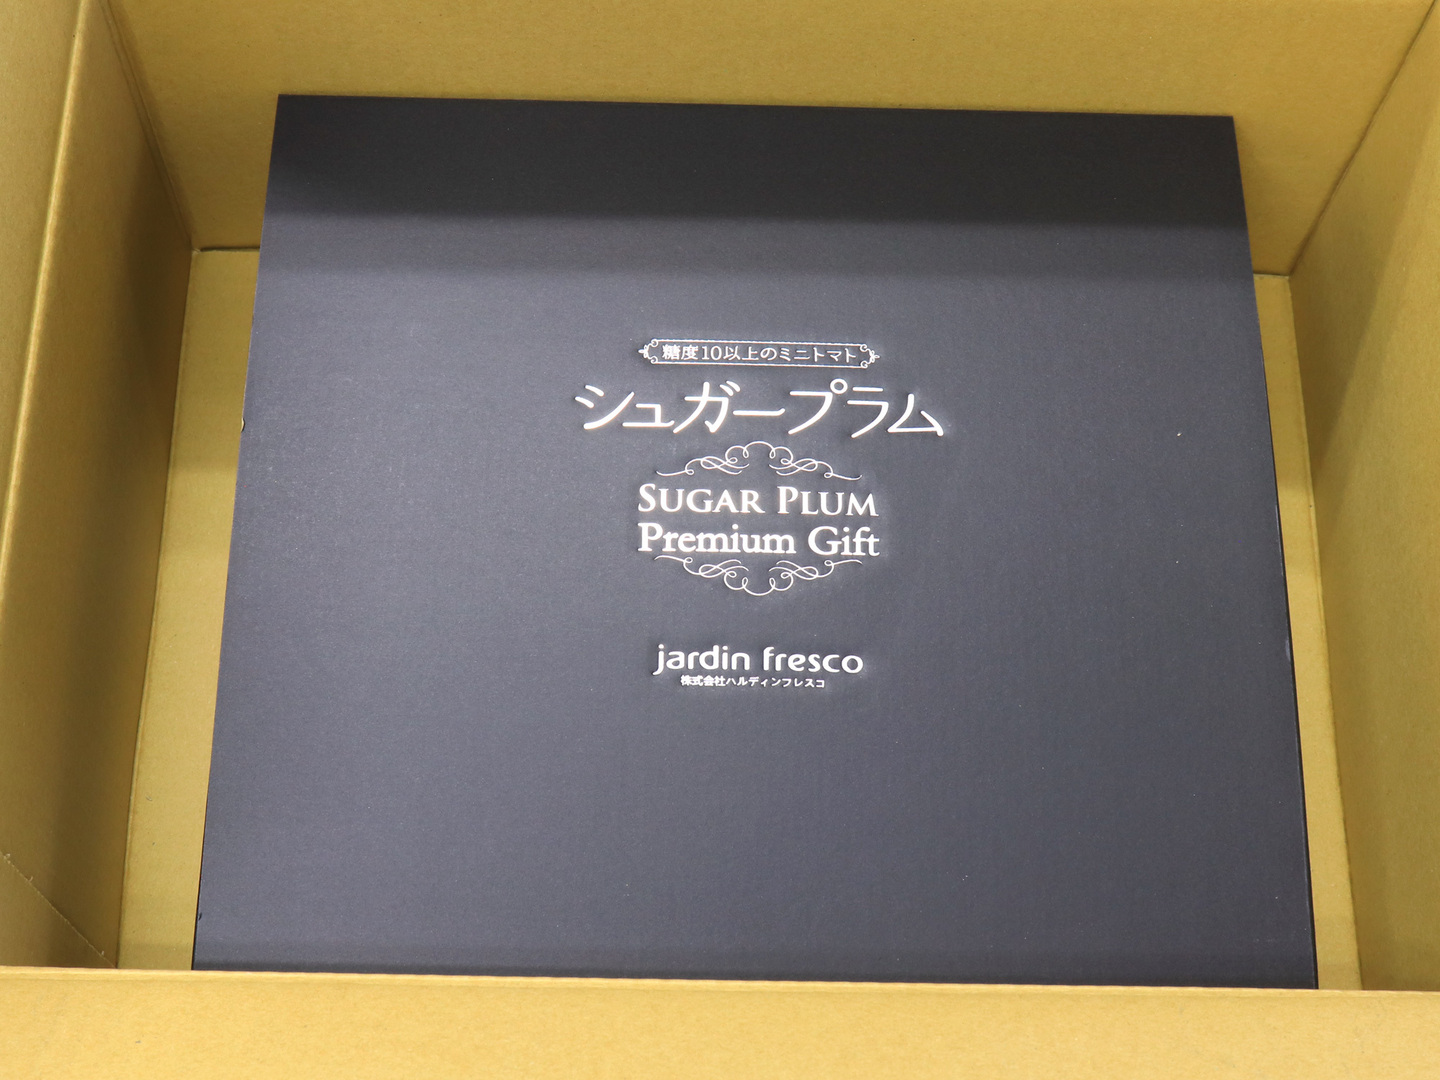 糖度10以上のミニトマト
シュガープラム
SUGAR PLUM
Premium Gift
jardin fresco
株式会社ハルディンフレスコ